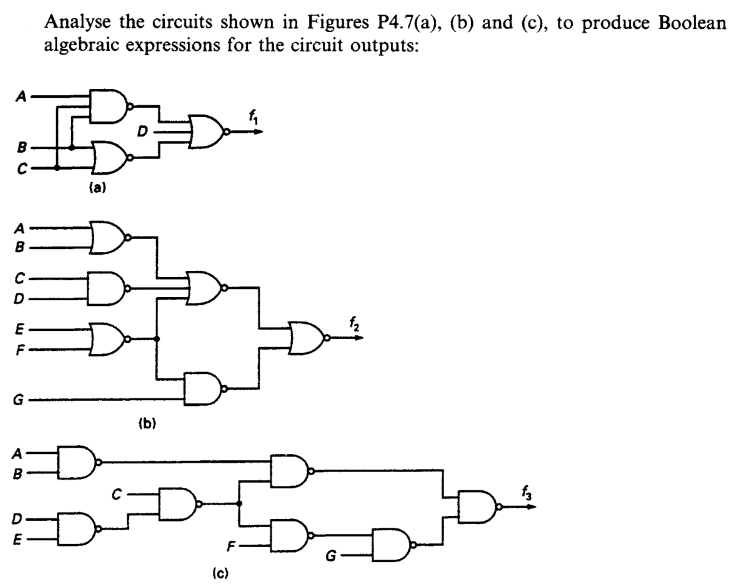 Analyse the circuits shown in Figures P4.7(a), (b) and (c), to produce Boolean
algebraic expressions for the circuit outputs:
A
f₁
D
B
C
(a)
A
B
C
D
E
f₂
F
G
(b)
A
B
C
f₃
D
E
F
G
(c)